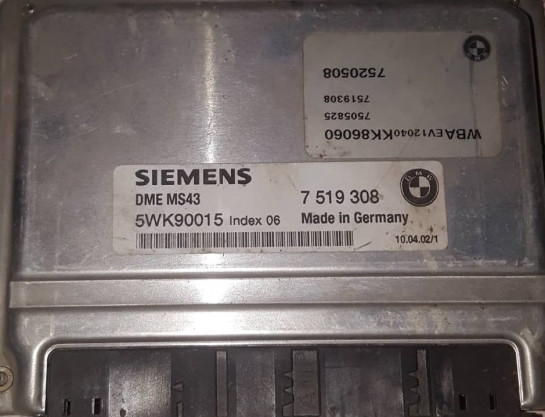 7520508
7519308
7505825
WBAEV12040KK86060
SIEMENS
DME MS43 7 519 308
5WK90015 Index 06 Made in Germany
10.04.02/1
BMW